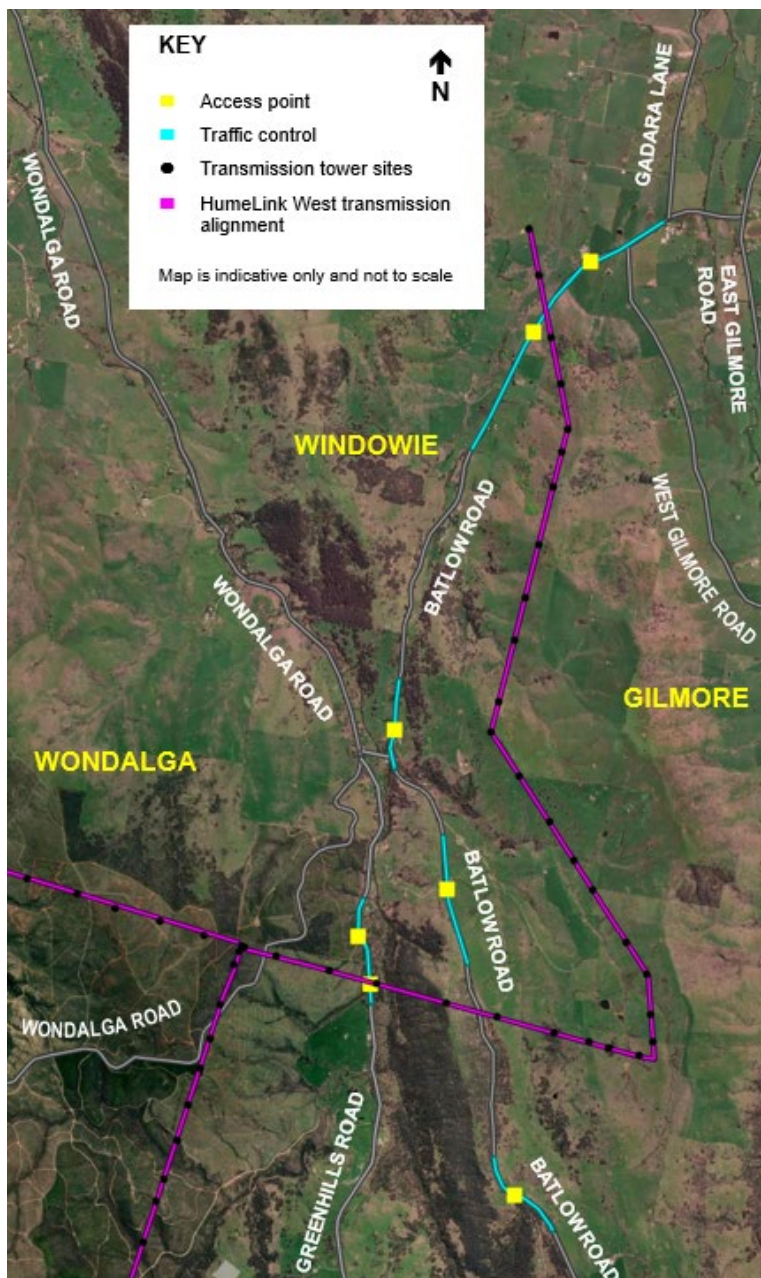 KEY
N
Access point
Traffic control
Transmission tower sites
HumeLink West transmission
alignment
Map is indicative only and not to scale
GADARA LANE
WONDALGA ROAD
EAST GILMORE
ROAD
WINDOWIE
BATLOW ROAD
WEST GILMORE ROAD
WONDALGA ROAD
GILMORE
WONDALGA
BATLOW ROAD
WONDALGA ROAD
GREENHILLS ROAD
BATLOW ROAD